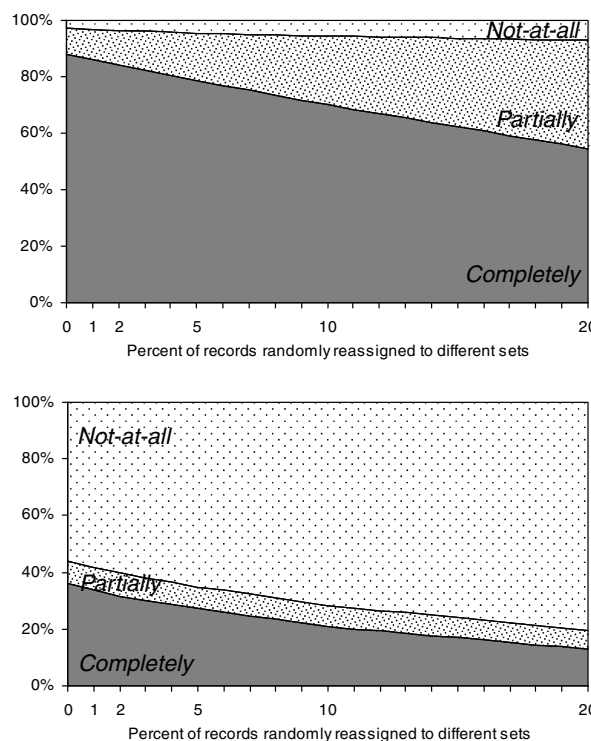 100%
Not-at-all
80%
60%
Partially
40%
20%
Completely
0%
0 1 2 5 10 20
Percent of records randomly reassigned to different sets
100%
Not-at-all
80%
60%
40%
Partially
20%
Completely
0%
0 1 2 5 10 20
Percent of records randomly reassigned to different sets